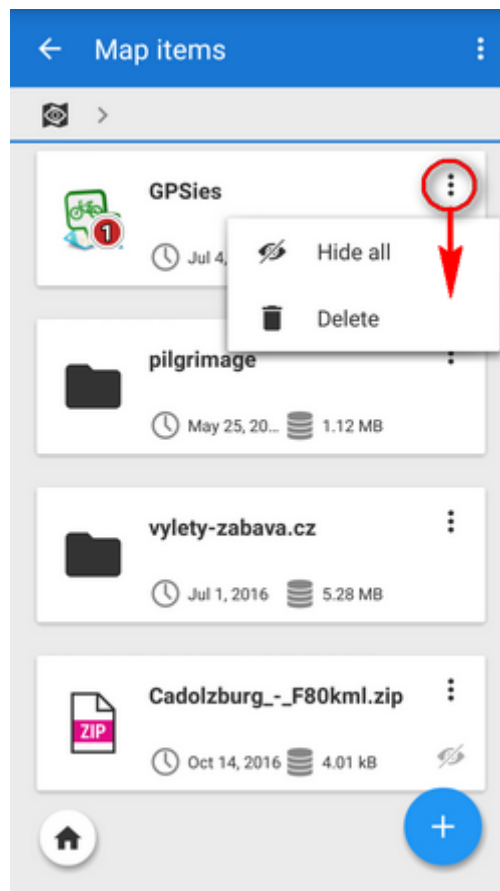 Map items
GPSies
1
Jul 4,
Hide all
Delete
pilgrimage
May 25, 20... 1.12 MB
vylety-zabava.cz
Jul 1, 2016 5.28 MB
Cadolzburg_-_F80kml.zip
ZIP
Oct 14, 2016 4.01 kB